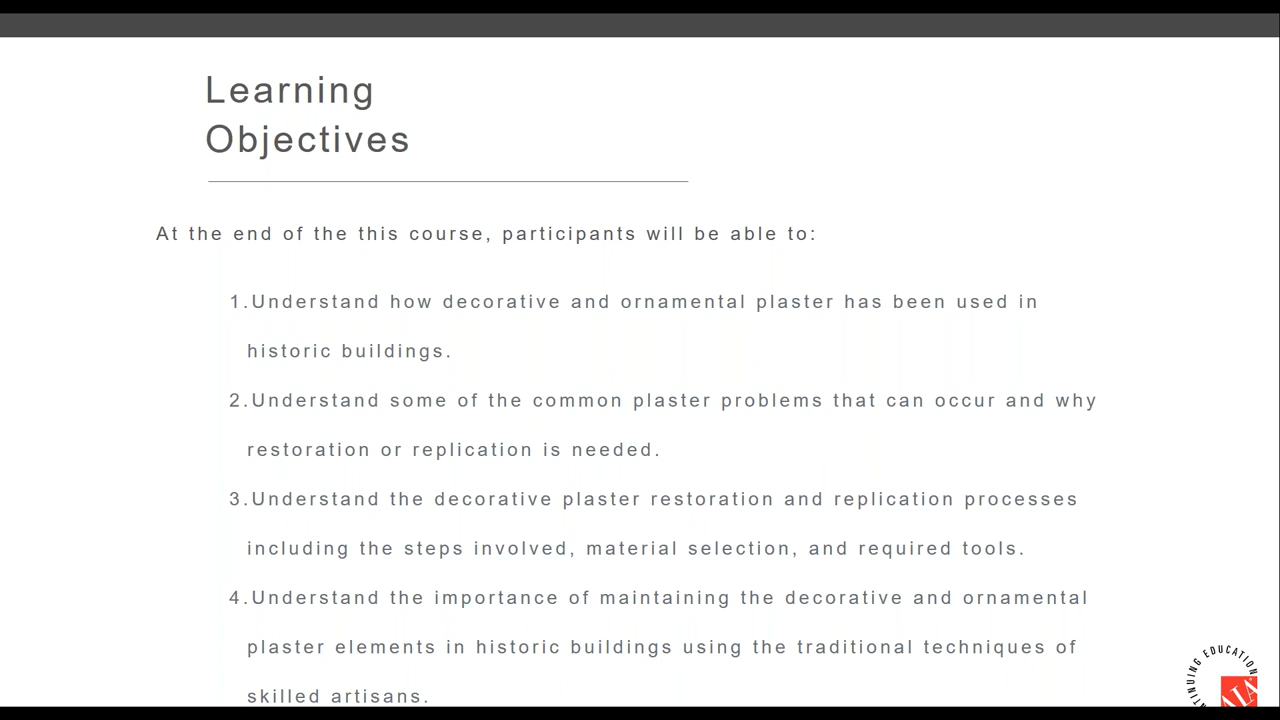 Learning
Objectives
At the end of the this course, participants will be able to:
1.Understand how decorative and ornamental plaster has been used in
historic buildings.
2.Understand some of the common plaster problems that can occur and why
restoration or replication is needed.
3.Understand the decorative plaster restoration and replication processes
including the steps involved, material selection, and required tools.
4.Understand the importance of maintaining the decorative and ornamental
plaster elements in historic buildings using the traditional techniques of
skilled artisans.
NTINUING EDUCATION
AIA